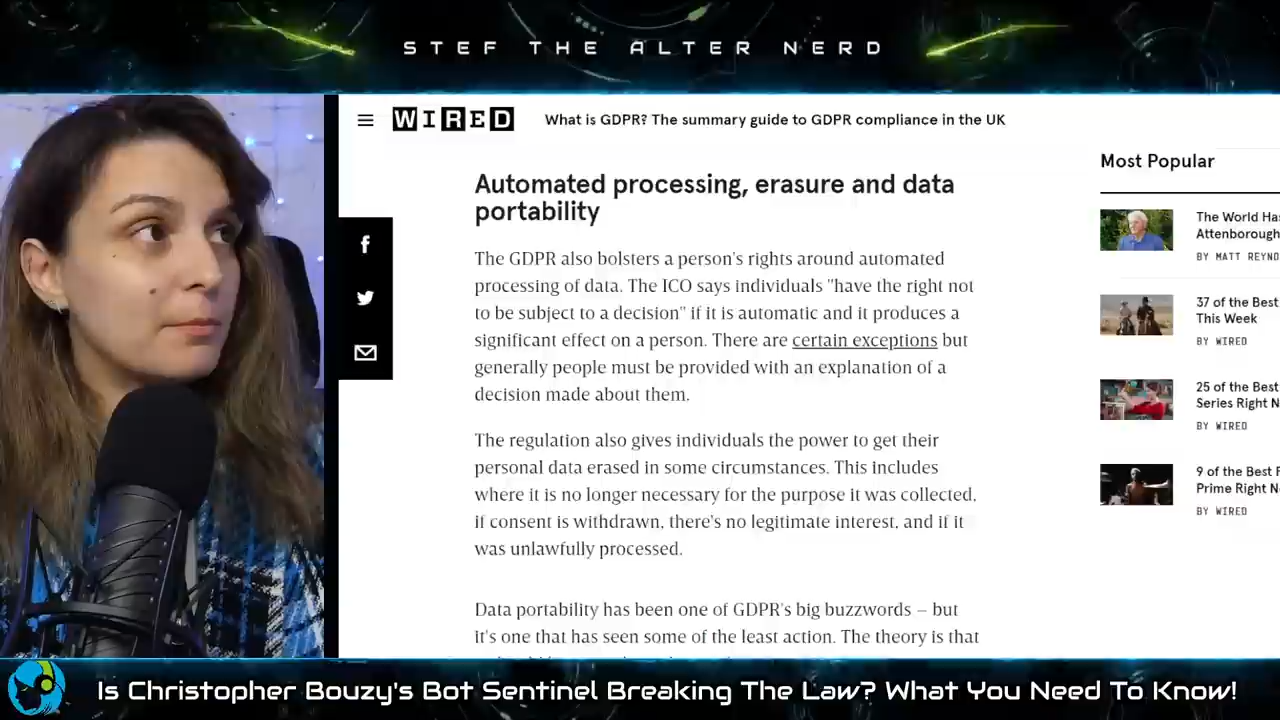 STEF THE ALTER NERD
WIRED
What is GDPR? The summary guide to GDPR compliance in the UK
Automated processing, erasure and data
portability
The GDPR also bolsters a person's rights around automated
processing of data. The ICO says individuals "have the right not
to be subject to a decision" if it is automatic and it produces a
significant effect on a person. There are certain exceptions but
generally people must be provided with an explanation of a
decision made about them.
The regulation also gives individuals the power to get their
personal data erased in some circumstances. This includes
where it is no longer necessary for the purpose it was collected,
if consent is withdrawn, there's no legitimate interest, and if it
was unlawfully processed.
Data portability has been one of GDPR's big buzzwords – but
it's one that has seen some of the least action. The theory is that
Most Popular
The World Ha
Attenborough
BY MATT REYNO
37 of the Best
This Week
BY WIRED
25 of the Best
Series Right N
BY WIRED
9 of the Best F
Prime Right N
BY WIRED
Is Christopher Bouzy's Bot Sentinel Breaking The Law? What You Need To Know!